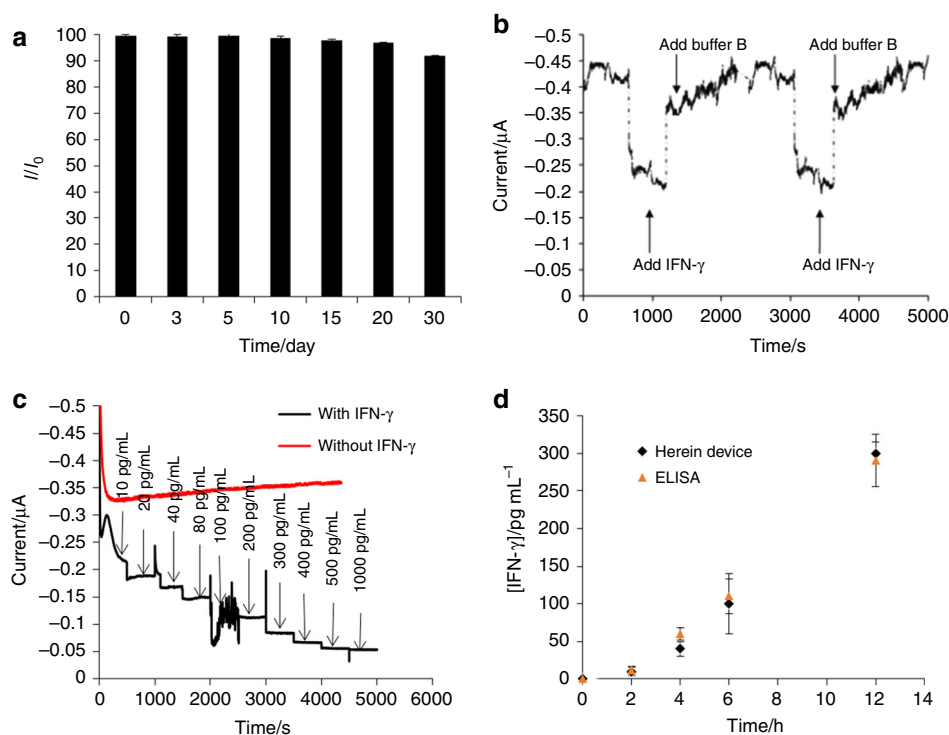 a
100
90
80
70
60
50
40
30
20
10
0
I/I0
0 3 5 10 15 20 30
Time/day
b
–0.5
–0.45
–0.4
–0.35
–0.3
–0.25
–0.2
–0.15
–0.1
–0.05
0
Current/μA
Add buffer B Add buffer B
Add IFN-γ Add IFN-γ
0 1000 2000 3000 4000 5000
Time/s
c
–0.5
–0.45
–0.4
–0.35
–0.3
–0.25
–0.2
–0.15
–0.1
–0.05
0
Current/μA
With IFN-γ
Without IFN-γ
10 pg/mL
20 pg/mL
40 pg/mL
80 pg/mL
100 pg/mL
200 pg/mL
300 pg/mL
400 pg/mL
500 pg/mL
1000 pg/mL
0 1000 2000 3000 4000 5000 6000
Time/s
d
350
300
250
200
150
100
50
0
[IFN-γ]/pg mL–1
Herein device
ELISA
0 2 4 6 8 10 12 14
Time/h